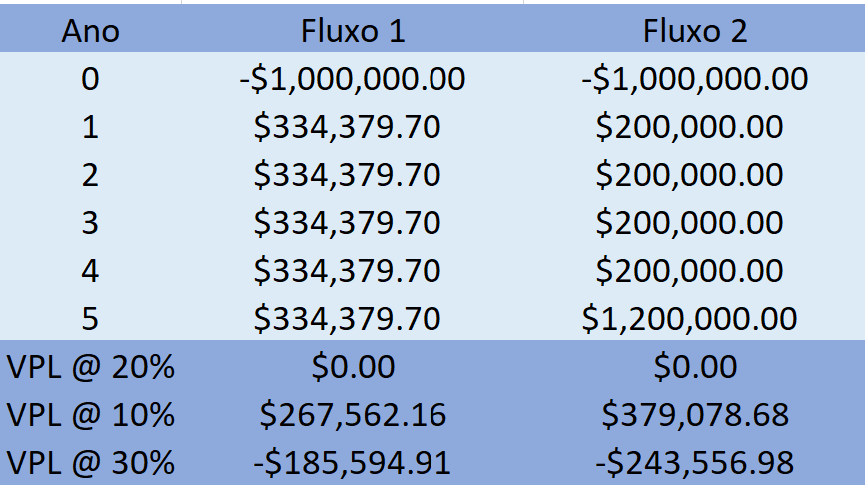 Ano Fluxo 1 Fluxo 2
0 -$1,000,000.00 -$1,000,000.00
1 $334,379.70 $200,000.00
2 $334,379.70 $200,000.00
3 $334,379.70 $200,000.00
4 $334,379.70 $200,000.00
5 $334,379.70 $1,200,000.00
VPL @ 20% $0.00 $0.00
VPL @ 10% $267,562.16 $379,078.68
VPL @ 30% -$185,594.91 -$243,556.98